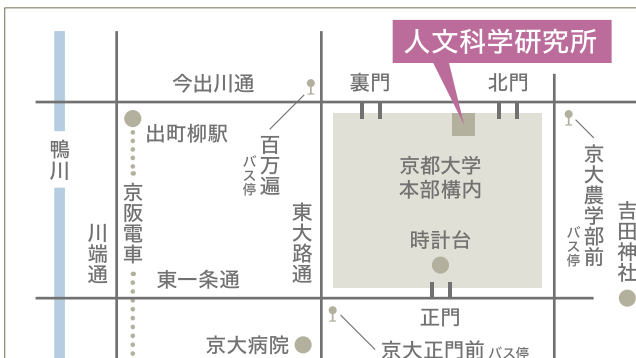 人文科学研究所
今出川通
裏門
北門
出町柳駅
百万遍
バス停
鴨川
京都大学
本部構内
京大農学部前
バス停
京阪電車
東大路通
吉田神社
川端通
時計台
東一条通
正門
京大病院
京大正門前 バス停